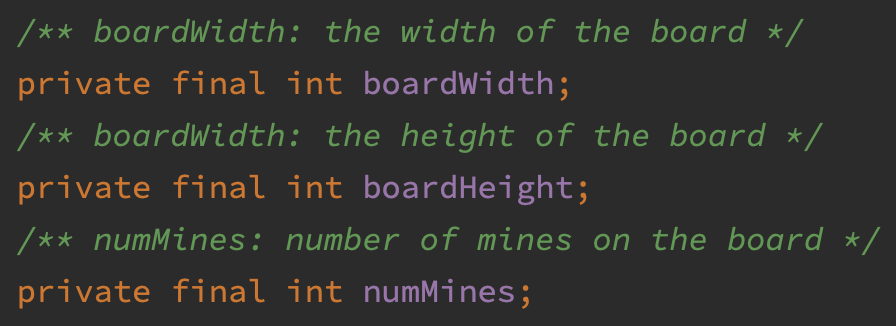 /** boardWidth: the width of the board */
private final int boardWidth;
/** boardWidth: the height of the board */
private final int boardHeight;
/** numMines: number of mines on the board */
private final int numMines;